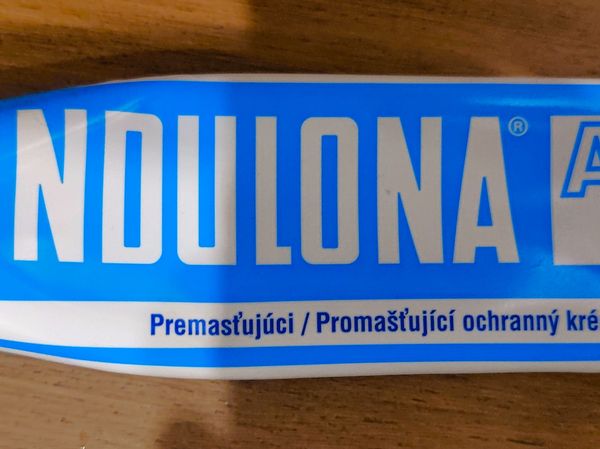 NDULONA® A
Premasťujúci / Promašťující ochranný kré